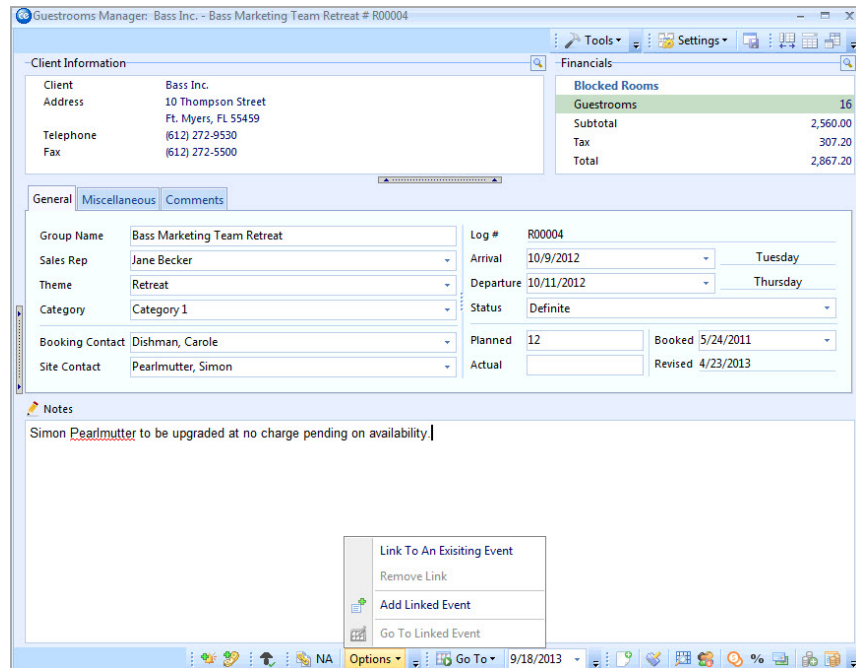 Guestrooms Manager: Bass Inc. - Bass Marketing Team Retreat # R00004
Tools Settings
Client Information
Client Bass Inc.
Address 10 Thompson Street
Ft. Myers, FL 55459
Telephone (612) 272-9530
Fax (612) 272-5500
Financials
Blocked Rooms
Guestrooms 16
Subtotal 2,560.00
Tax 307.20
Total 2,867.20
General Miscellaneous Comments
Group Name Bass Marketing Team Retreat
Sales Rep Jane Becker
Theme Retreat
Category Category 1
Booking Contact Dishman, Carole
Site Contact Pearlmutter, Simon
Log # R00004
Arrival 10/9/2012 Tuesday
Departure 10/11/2012 Thursday
Status Definite
Planned 12 Booked 5/24/2011
Actual Revised 4/23/2013
Notes
Simon Pearlmutter to be upgraded at no charge pending on availability.
Link To An Exisiting Event
Remove Link
Add Linked Event
Go To Linked Event
NA Options Go To 9/18/2013 %